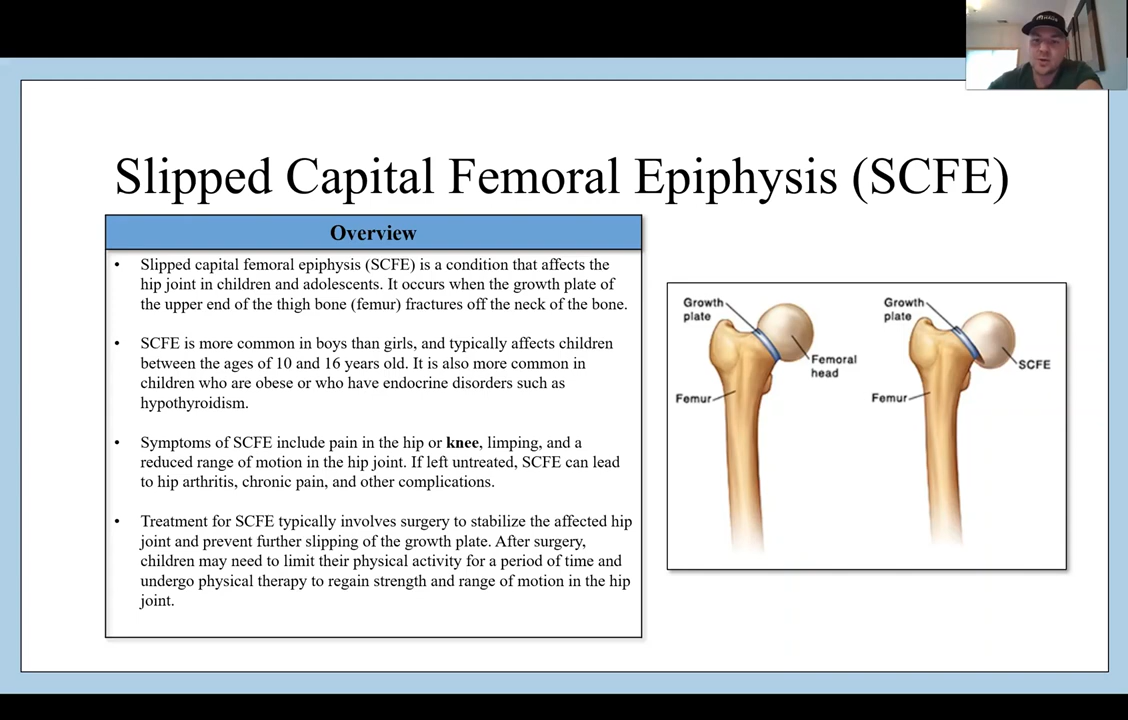 Slipped Capital Femoral Epiphysis (SCFE)
Overview
• Slipped capital femoral epiphysis (SCFE) is a condition that affects the
hip joint in children and adolescents. It occurs when the growth plate of
the upper end of the thigh bone (femur) fractures off the neck of the bone.
• SCFE is more common in boys than girls, and typically affects children
between the ages of 10 and 16 years old. It is also more common in
children who are obese or who have endocrine disorders such as
hypothyroidism.
• Symptoms of SCFE include pain in the hip or knee, limping, and a
reduced range of motion in the hip joint. If left untreated, SCFE can lead
to hip arthritis, chronic pain, and other complications.
• Treatment for SCFE typically involves surgery to stabilize the affected hip
joint and prevent further slipping of the growth plate. After surgery,
children may need to limit their physical activity for a period of time and
undergo physical therapy to regain strength and range of motion in the hip
joint.
Growth
plate
Femoral
head
Femur
Growth
plate
SCFE
Femur